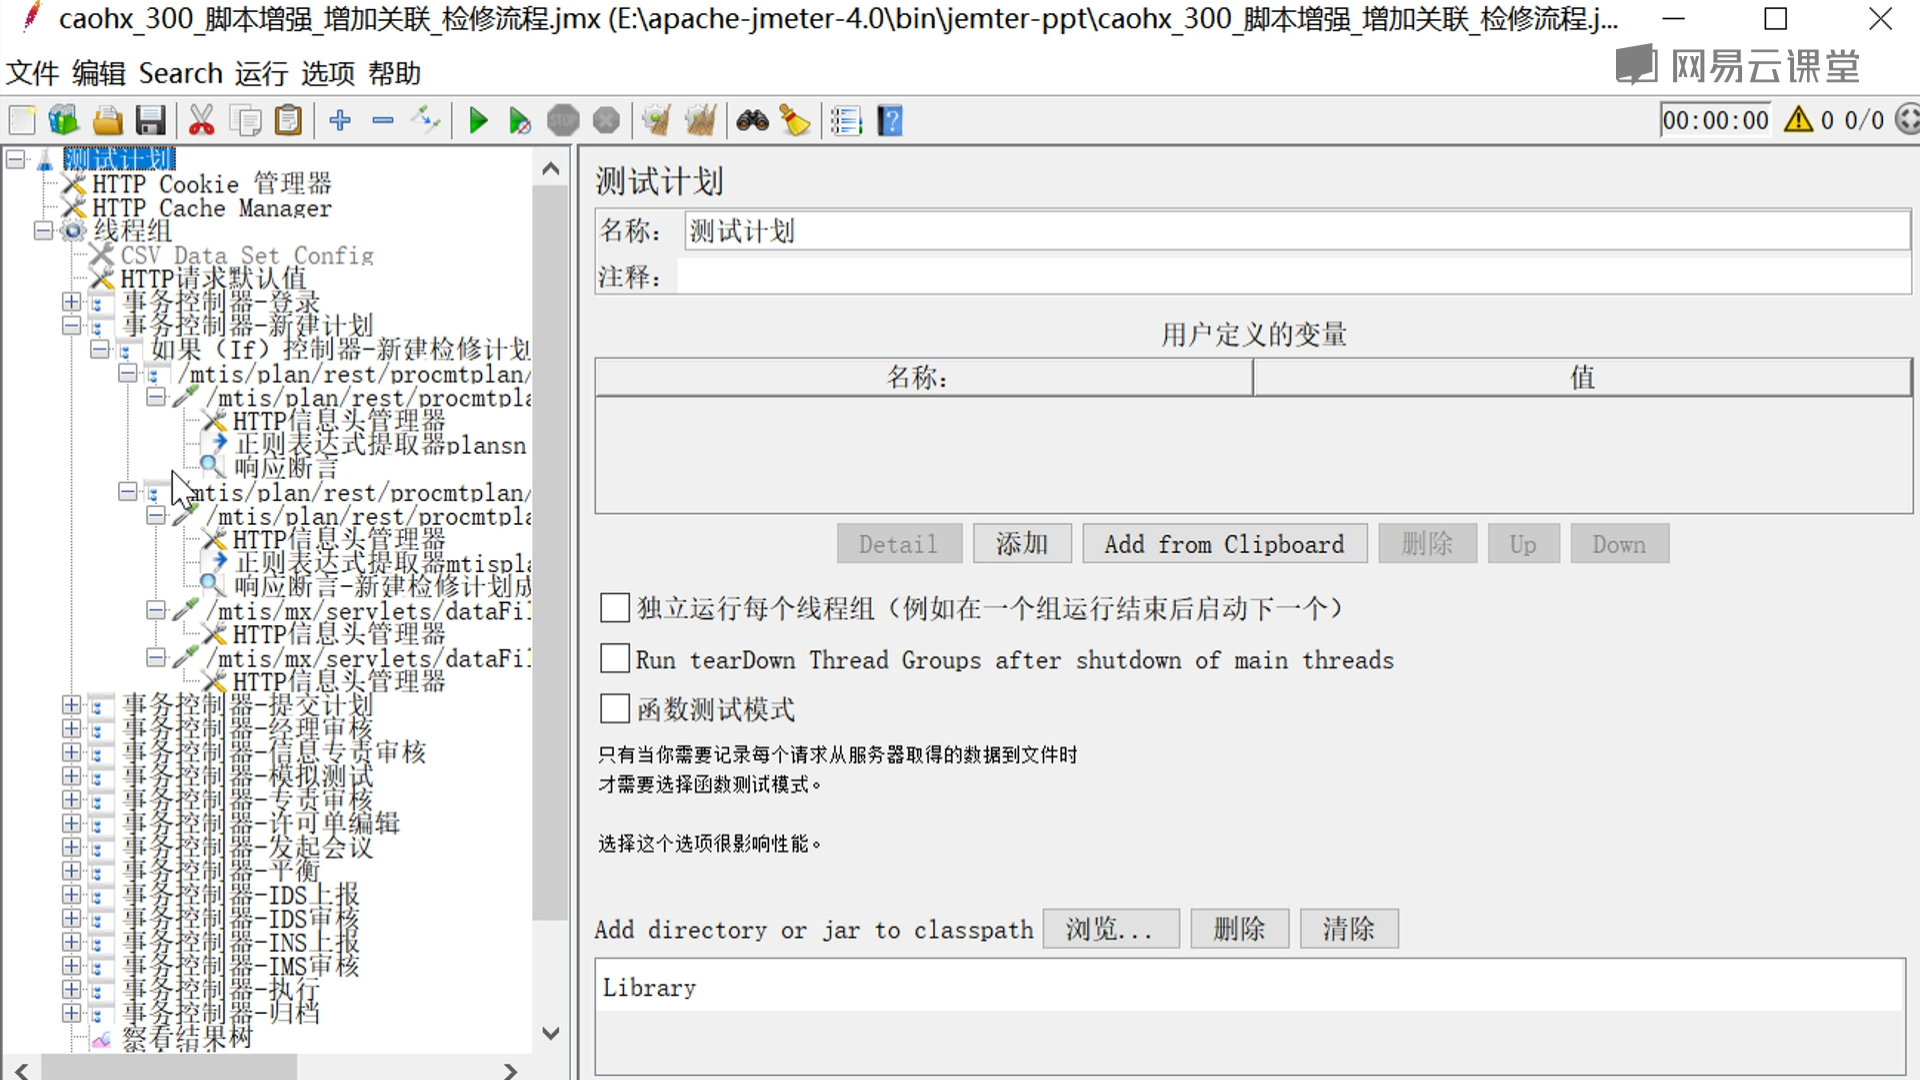 caohx_300_脚本增强_增加关联_检修流程.jmx (E:\apache-jmeter-4.0\bin\jemter-ppt\caohx_300_脚本增强_增加关联_检修流程.j...
文件 编辑 Search 运行 选项 帮助
网易云课堂
STOP
00:00:00 0 0/0
测试计划
HTTP Cookie 管理器
HTTP Cache Manager
线程组
CSV Data Set Config
HTTP请求默认值
事务控制器-登录
事务控制器-新建计划
如果（If）控制器-新建检修计划
/mtis/plan/rest/procmtplan/
/mtis/plan/rest/procmtpla
HTTP信息头管理器
正则表达式提取器plansn
响应断言
mtis/plan/rest/procmtplan/
/mtis/plan/rest/procmtpla
HTTP信息头管理器
正则表达式提取器mtispla
响应断言-新建检修计划成
/mtis/mx/servlets/dataFil
HTTP信息头管理器
/mtis/mx/servlets/dataFil
HTTP信息头管理器
事务控制器-提交计划
事务控制器-经理审核
事务控制器-信息专责审核
事务控制器-模拟测试
事务控制器-专责审核
事务控制器-许可单编辑
事务控制器-发起会议
事务控制器-平衡
事务控制器-IDS上报
事务控制器-IDS审核
事务控制器-INS上报
事务控制器-IMS审核
事务控制器-执行
事务控制器-归档
察看结果树
测试计划
名称： 测试计划
注释：
用户定义的变量
名称： 值
Detail 添加 Add from Clipboard 删除 Up Down
独立运行每个线程组（例如在一个组运行结束后启动下一个）
Run tearDown Thread Groups after shutdown of main threads
函数测试模式
只有当你需要记录每个请求从服务器取得的数据到文件时
才需要选择函数测试模式。
选择这个选项很影响性能。
Add directory or jar to classpath 浏览... 删除 清除
Library